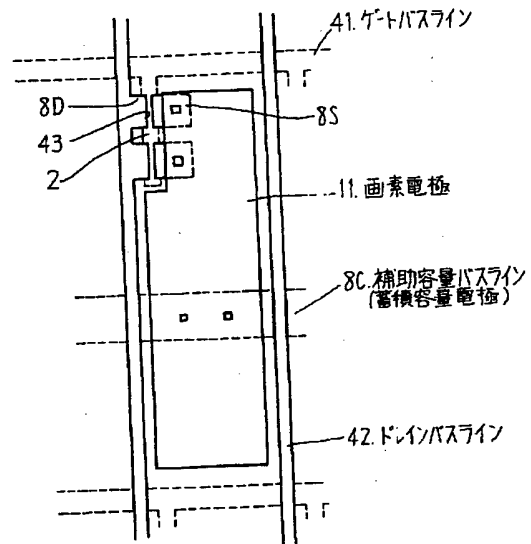 41.ゲートバスライン
8D
8S
43
2
11.画素電極
8C.補助容量バスライン
(蓄積容量電極)
42.ドレインバスライン